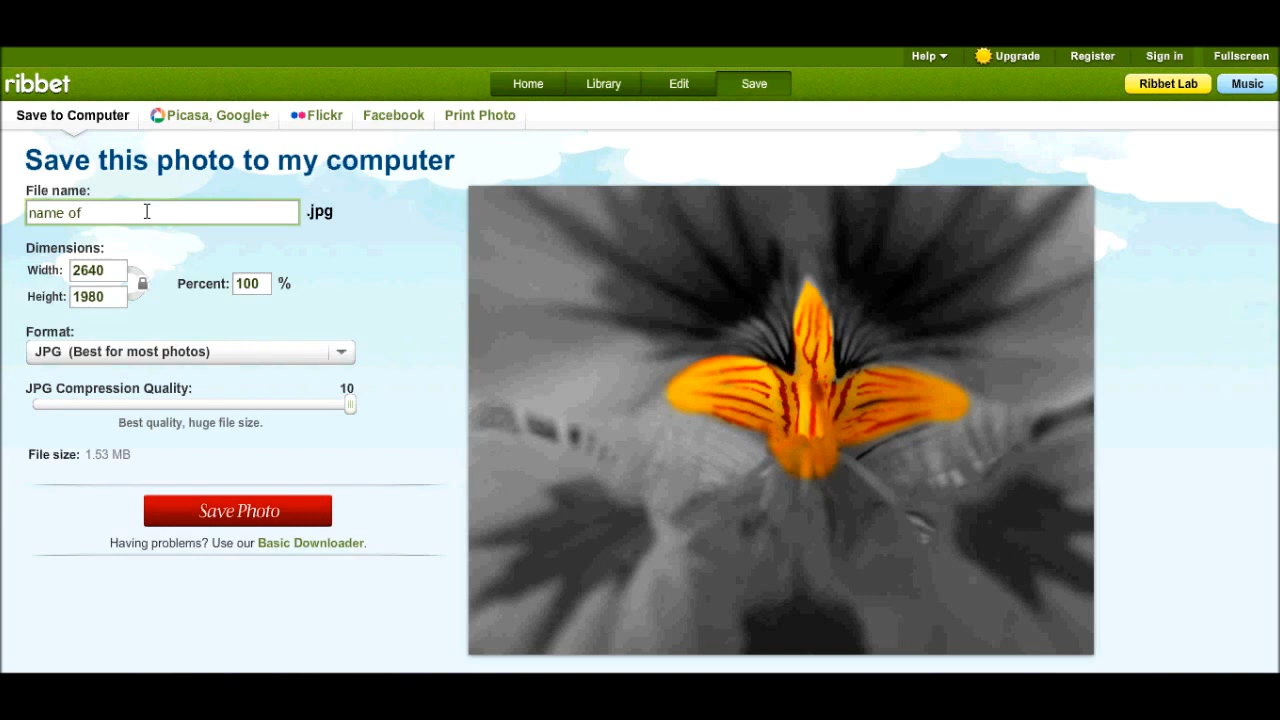 Help Upgrade Register Sign in Fullscreen
ribbet Home Library Edit Save Ribbet Lab Music
Save to Computer Picasa, Google+ Flickr Facebook Print Photo
Save this photo to my computer
File name:
name of .jpg
Dimensions:
Width: 2640
Percent: 100 %
Height: 1980
Format:
JPG (Best for most photos)
JPG Compression Quality: 10
Best quality, huge file size.
File size: 1.53 MB
Save Photo
Having problems? Use our Basic Downloader.